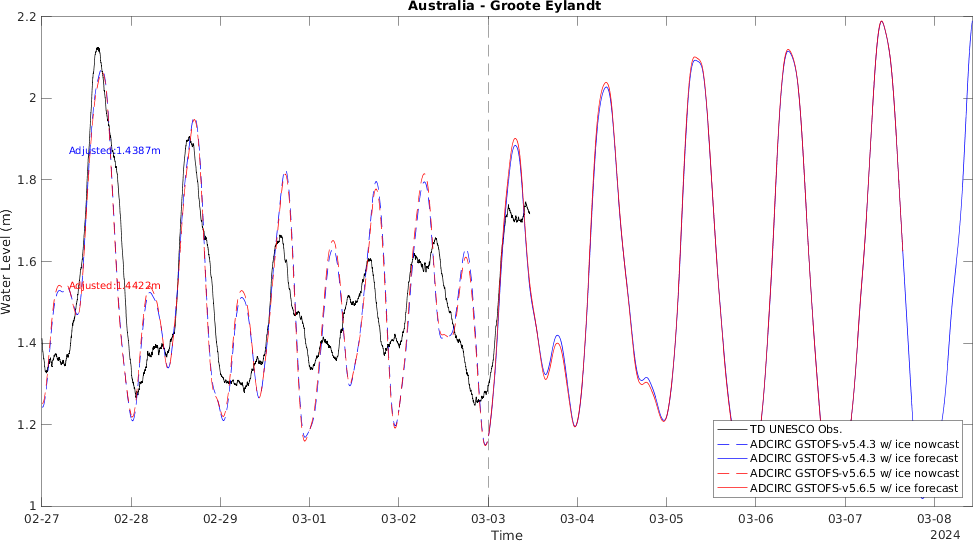 Australia - Groote Eylandt
2.2
2
1.8
1.6
1.4
1.2
1
Water Level (m)
Adjusted:1.4387m
Adjusted:1.4422m
TD UNESCO Obs.
ADCIRC GSTOFS-v5.4.3 w/ ice nowcast
ADCIRC GSTOFS-v5.4.3 w/ ice forecast
ADCIRC GSTOFS-v5.6.5 w/ ice nowcast
ADCIRC GSTOFS-v5.6.5 w/ ice forecast
02-27 02-28 02-29 03-01 03-02 03-03 03-04 03-05 03-06 03-07 03-08
Time
2024